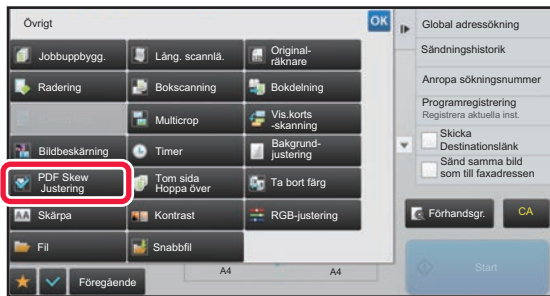 Övrigt
OK
Jobbuppbygg.
Lång. scannlä.
Original-
räknare
Radering
Bokscanning
Bokdelning
Multicrop
Vis.korts
-skanning
Bildbeskärning
Timer
Bakgrund-
justering
PDF Skew
Justering
Tom sida
Hoppa över
Ta bort färg
Skärpa
Kontrast
RGB-justering
Fil
Snabbfil
Föregående
A4
A4
Global adressökning
Sändningshistorik
Anropa sökningsnummer
Programregistrering
Registrera aktuella inst.
Skicka
Destinationslänk
Sänd samma bild
som till faxadressen
Förhandsgr.
CA
Start